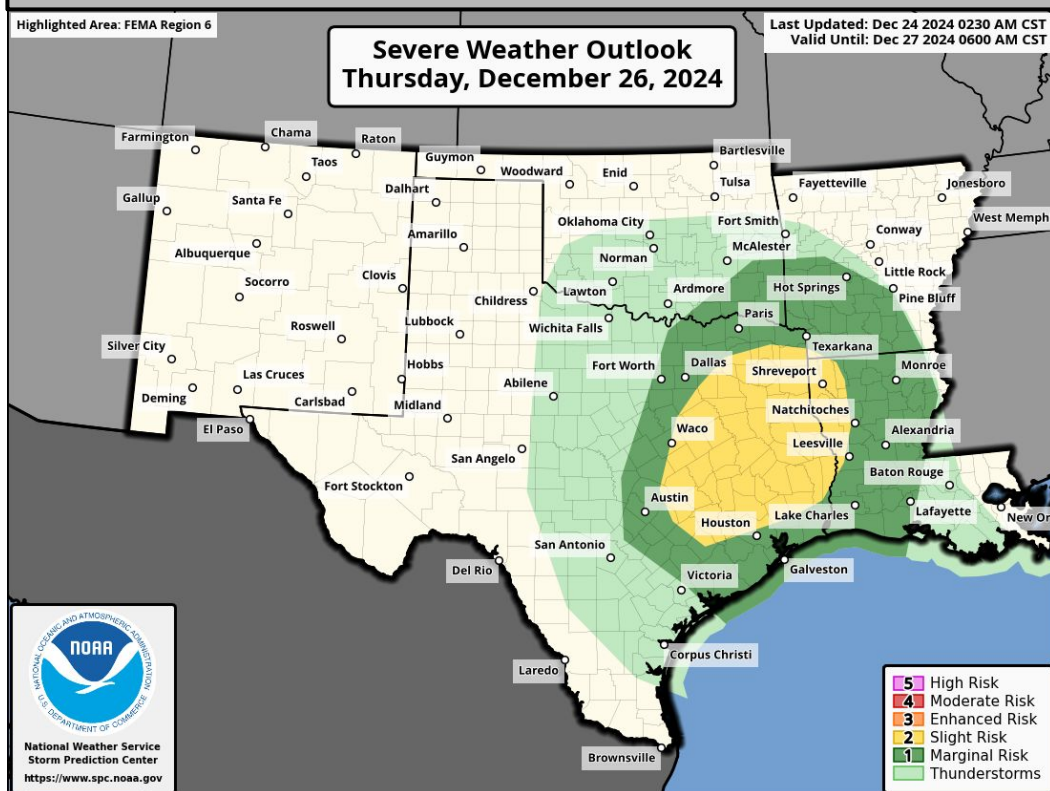 Highlighted Area: FEMA Region 6
Last Updated: Dec 24 2024 0230 AM CST
Valid Until: Dec 27 2024 0600 AM CST
Severe Weather Outlook
Thursday, December 26, 2024
Farmington
Chama
Raton
Taos
Guymon
Woodward
Enid
Bartlesville
Tulsa
Fayetteville
Jonesboro
Gallup
Santa Fe
Dalhart
Oklahoma City
Fort Smith
Conway
West Memph
Albuquerque
Amarillo
Norman
McAlester
Socorro
Clovis
Childress
Lawton
Ardmore
Hot Springs
Little Rock
Pine Bluff
Roswell
Lubbock
Wichita Falls
Paris
Texarkana
Silver City
Las Cruces
Hobbs
Fort Worth
Dallas
Shreveport
Monroe
Deming
Carlsbad
Midland
Abilene
Natchitoches
El Paso
Waco
Leesville
Alexandria
San Angelo
Baton Rouge
Fort Stockton
Austin
Houston
Lake Charles
Lafayette
New Or
San Antonio
Del Rio
Victoria
Galveston
Laredo
Corpus Christi
Brownsville
NATIONAL OCEANIC AND ATMOSPHERIC ADMINISTRATION
NOAA
U.S. DEPARTMENT OF COMMERCE
National Weather Service
Storm Prediction Center
https://www.spc.noaa.gov
5 High Risk
4 Moderate Risk
3 Enhanced Risk
2 Slight Risk
1 Marginal Risk
Thunderstorms